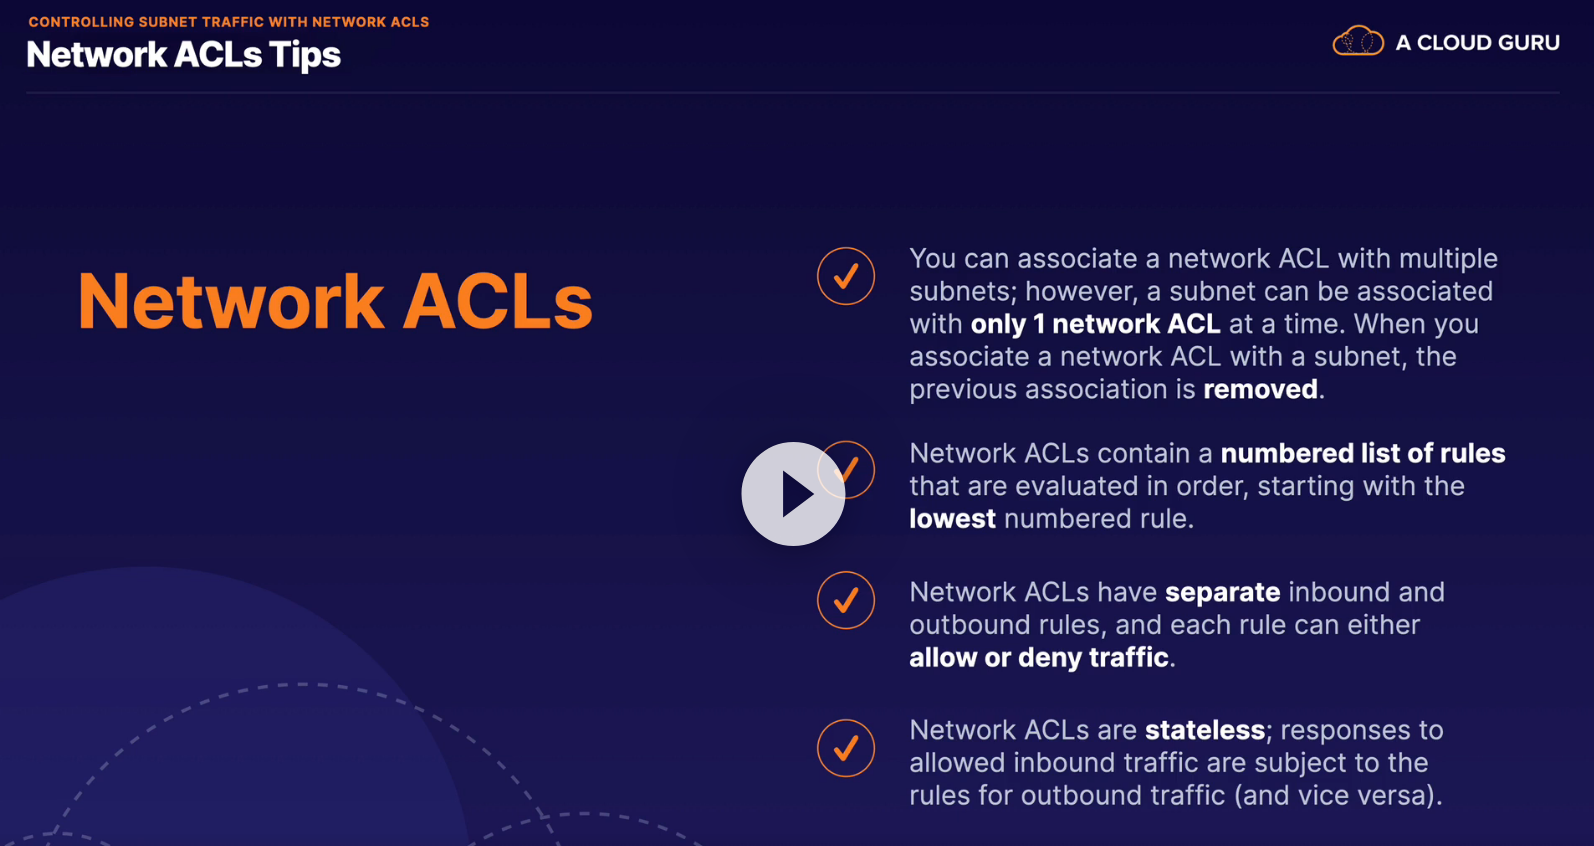 CONTROLLING SUBNET TRAFFIC WITH NETWORK ACLS
Network ACLs Tips
A CLOUD GURU
Network ACLs
You can associate a network ACL with multiple
subnets; however, a subnet can be associated
with only 1 network ACL at a time. When you
associate a network ACL with a subnet, the
previous association is removed.
Network ACLs contain a numbered list of rules
that are evaluated in order, starting with the
lowest numbered rule.
Network ACLs have separate inbound and
outbound rules, and each rule can either
allow or deny traffic.
Network ACLs are stateless; responses to
allowed inbound traffic are subject to the
rules for outbound traffic (and vice versa).